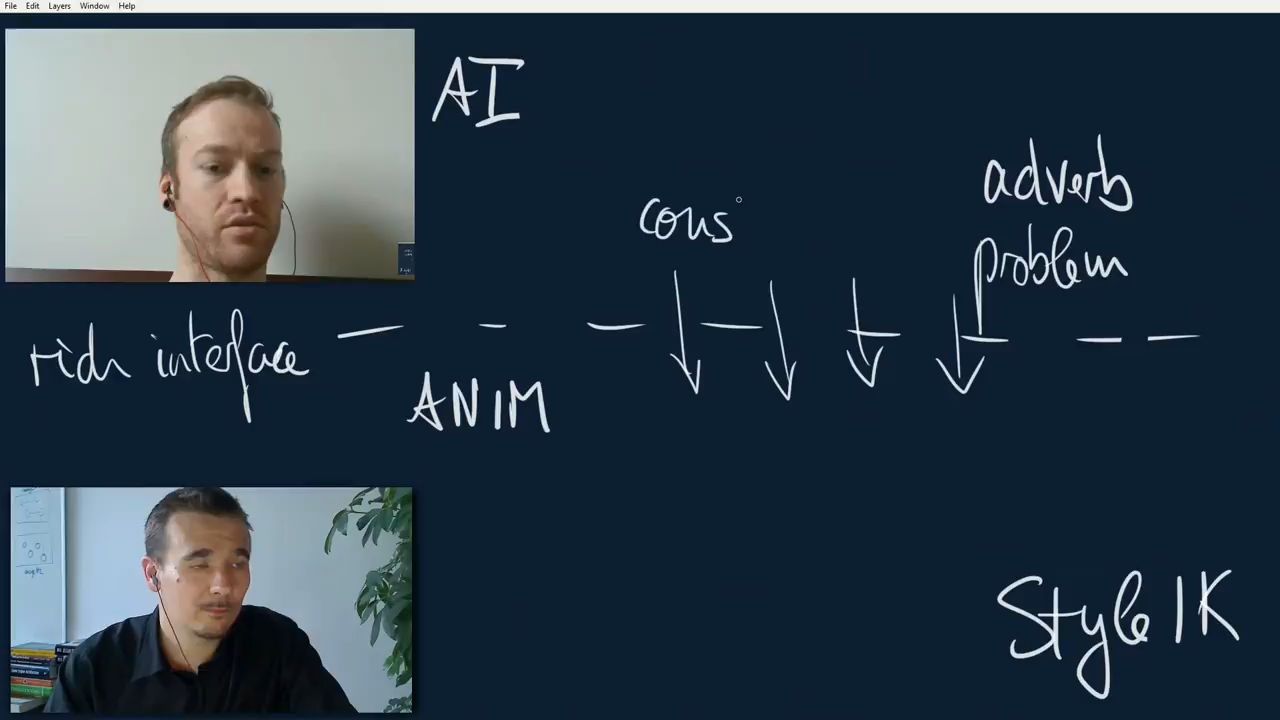 File Edit Layers Window Help
AI
adverb
problem
cons
rich interface
ANIM
Style IK